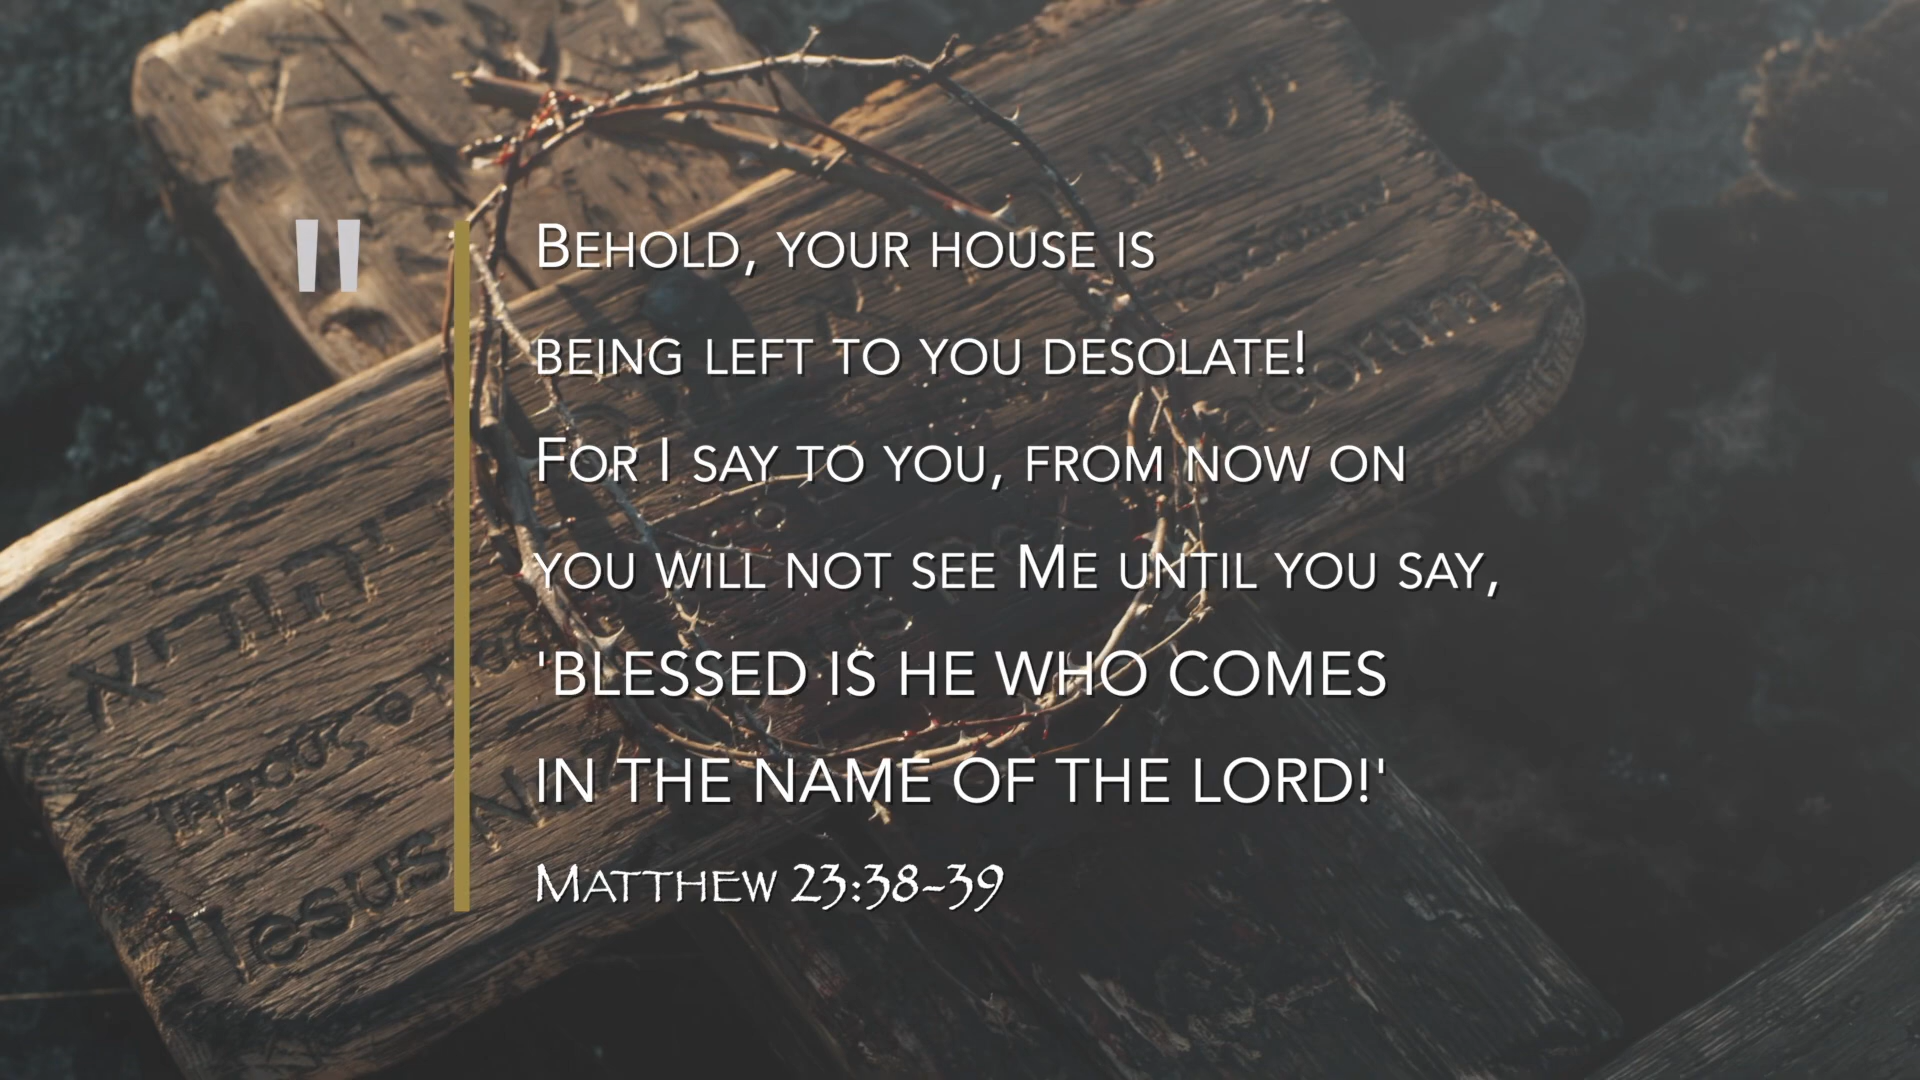 "
Behold, your house is
being left to you desolate!
For I say to you, from now on
you will not see Me until you say,
'BLESSED IS HE WHO COMES
IN THE NAME OF THE LORD!'
Matthew 23:38-39
Jesus